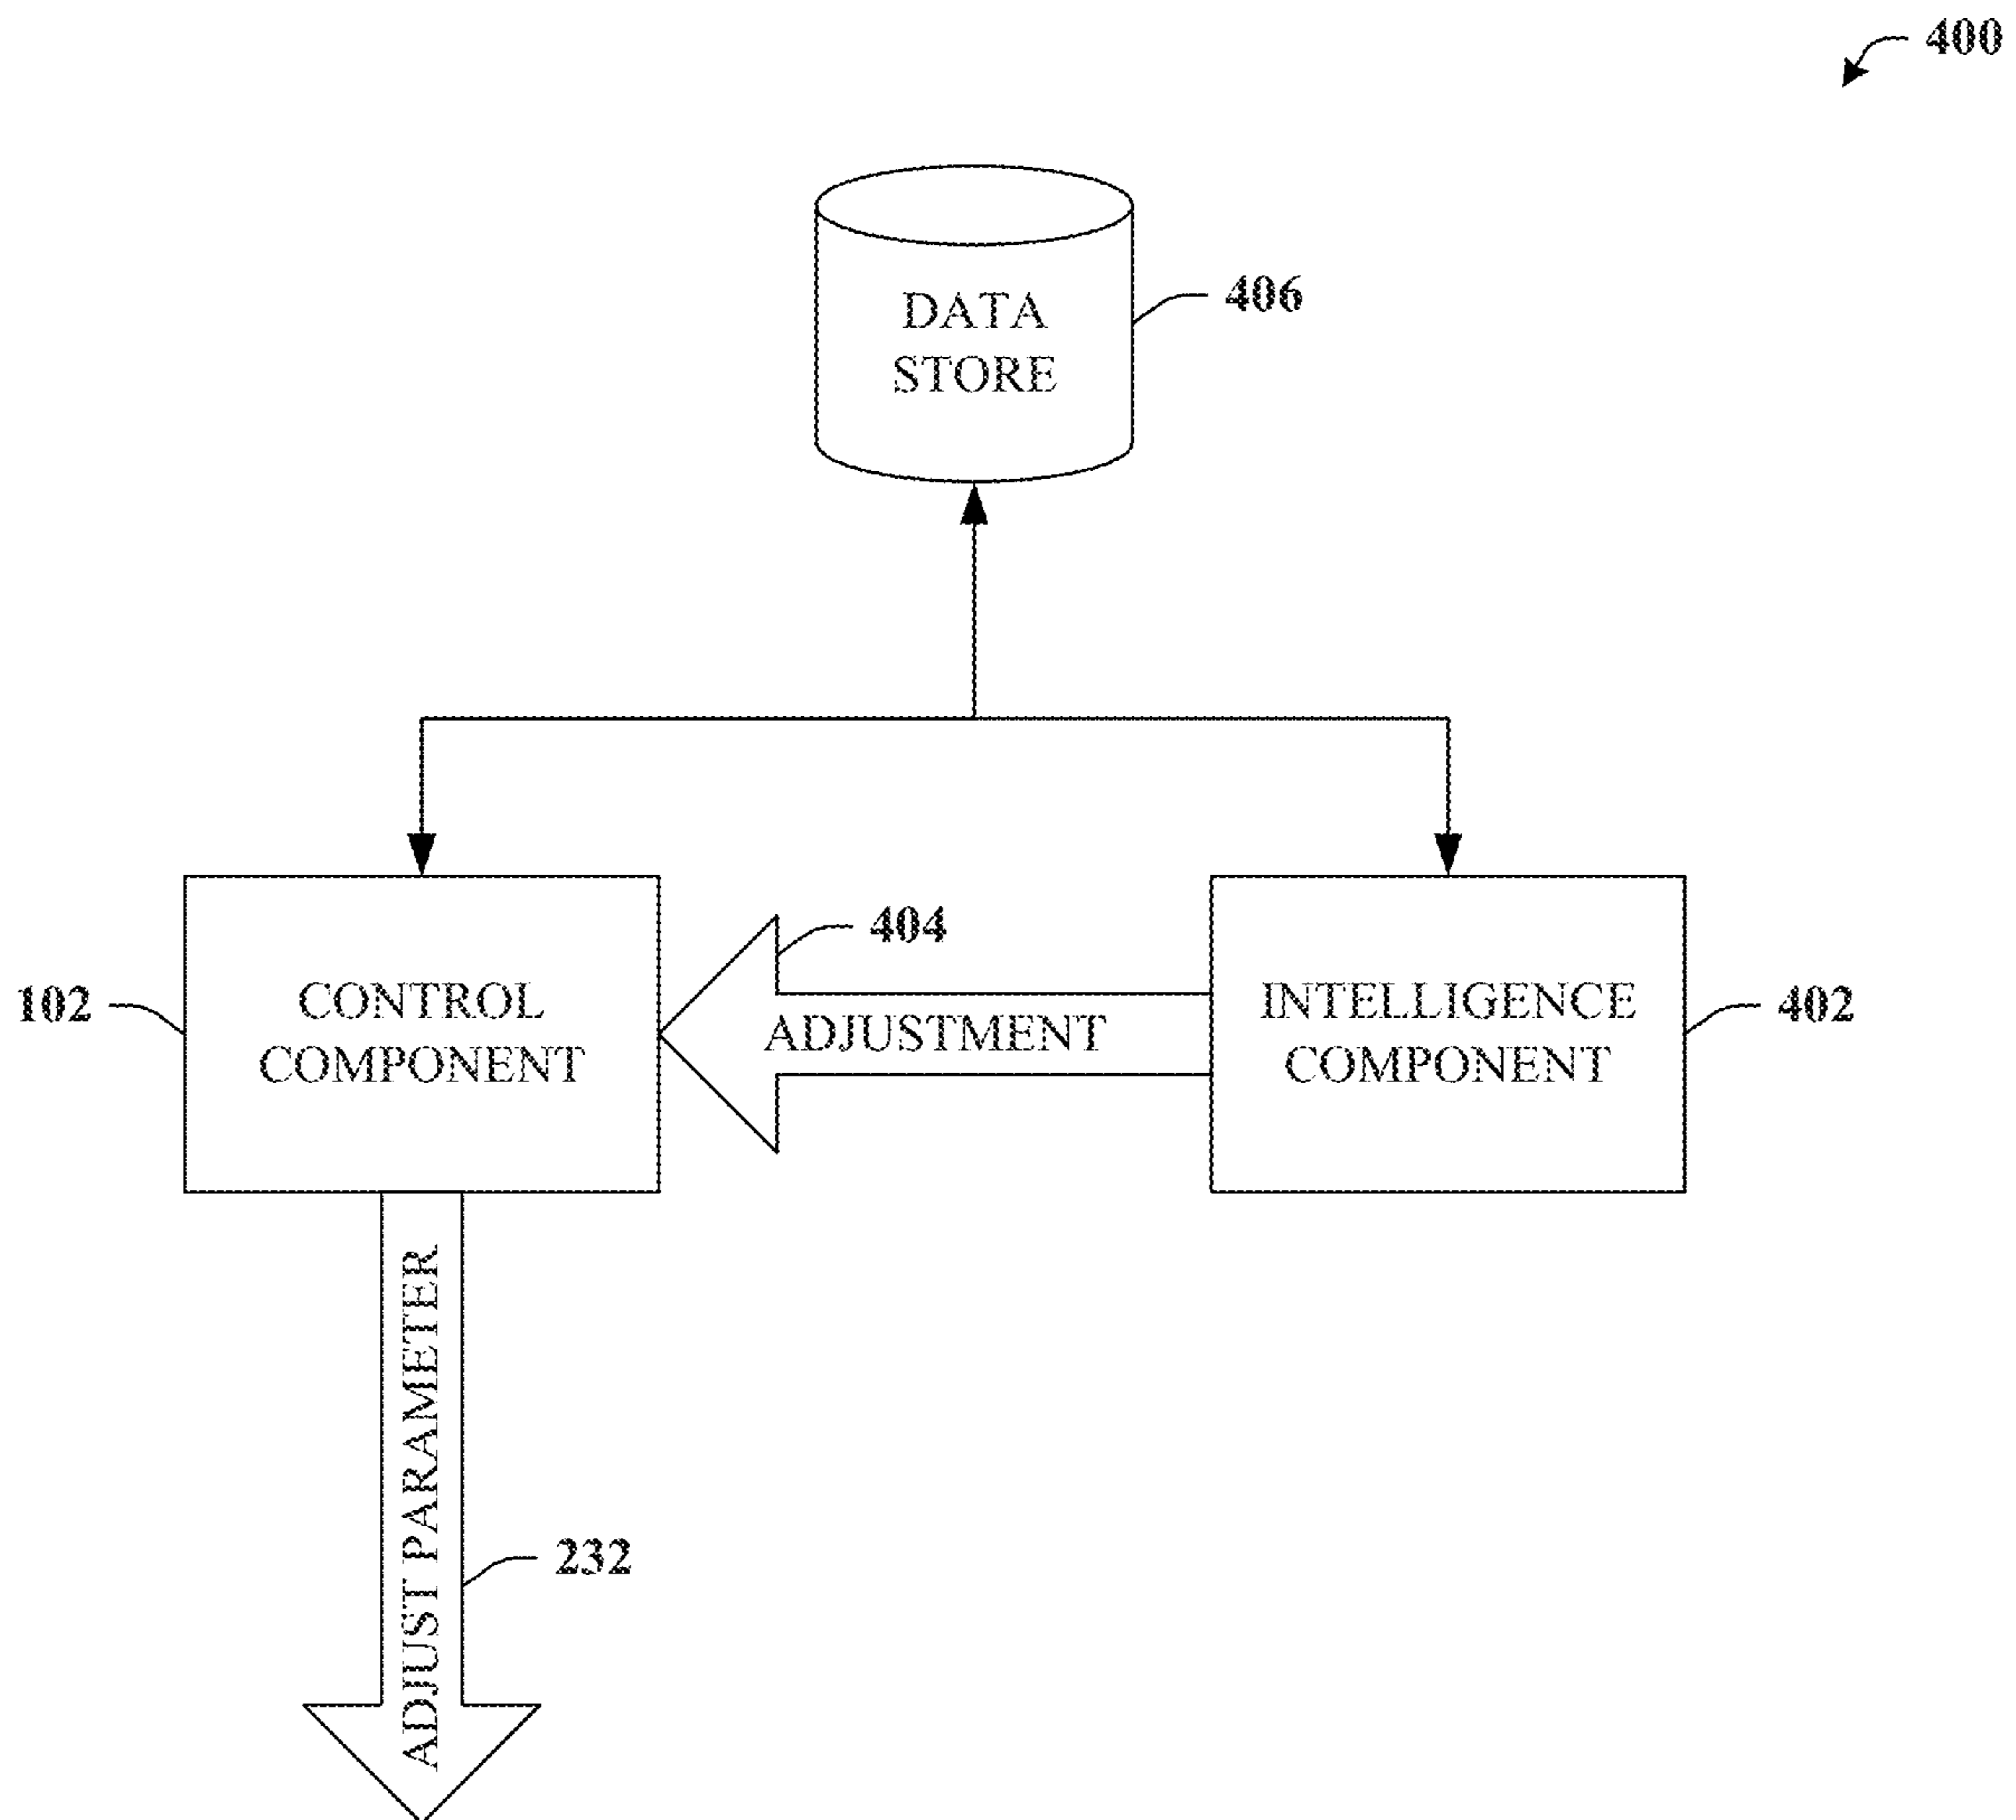 400
DATA
STORE
406
404
102
CONTROL
COMPONENT
ADJUSTMENT
INTELLIGENCE
COMPONENT
402
ADJUST PARAMETER
232